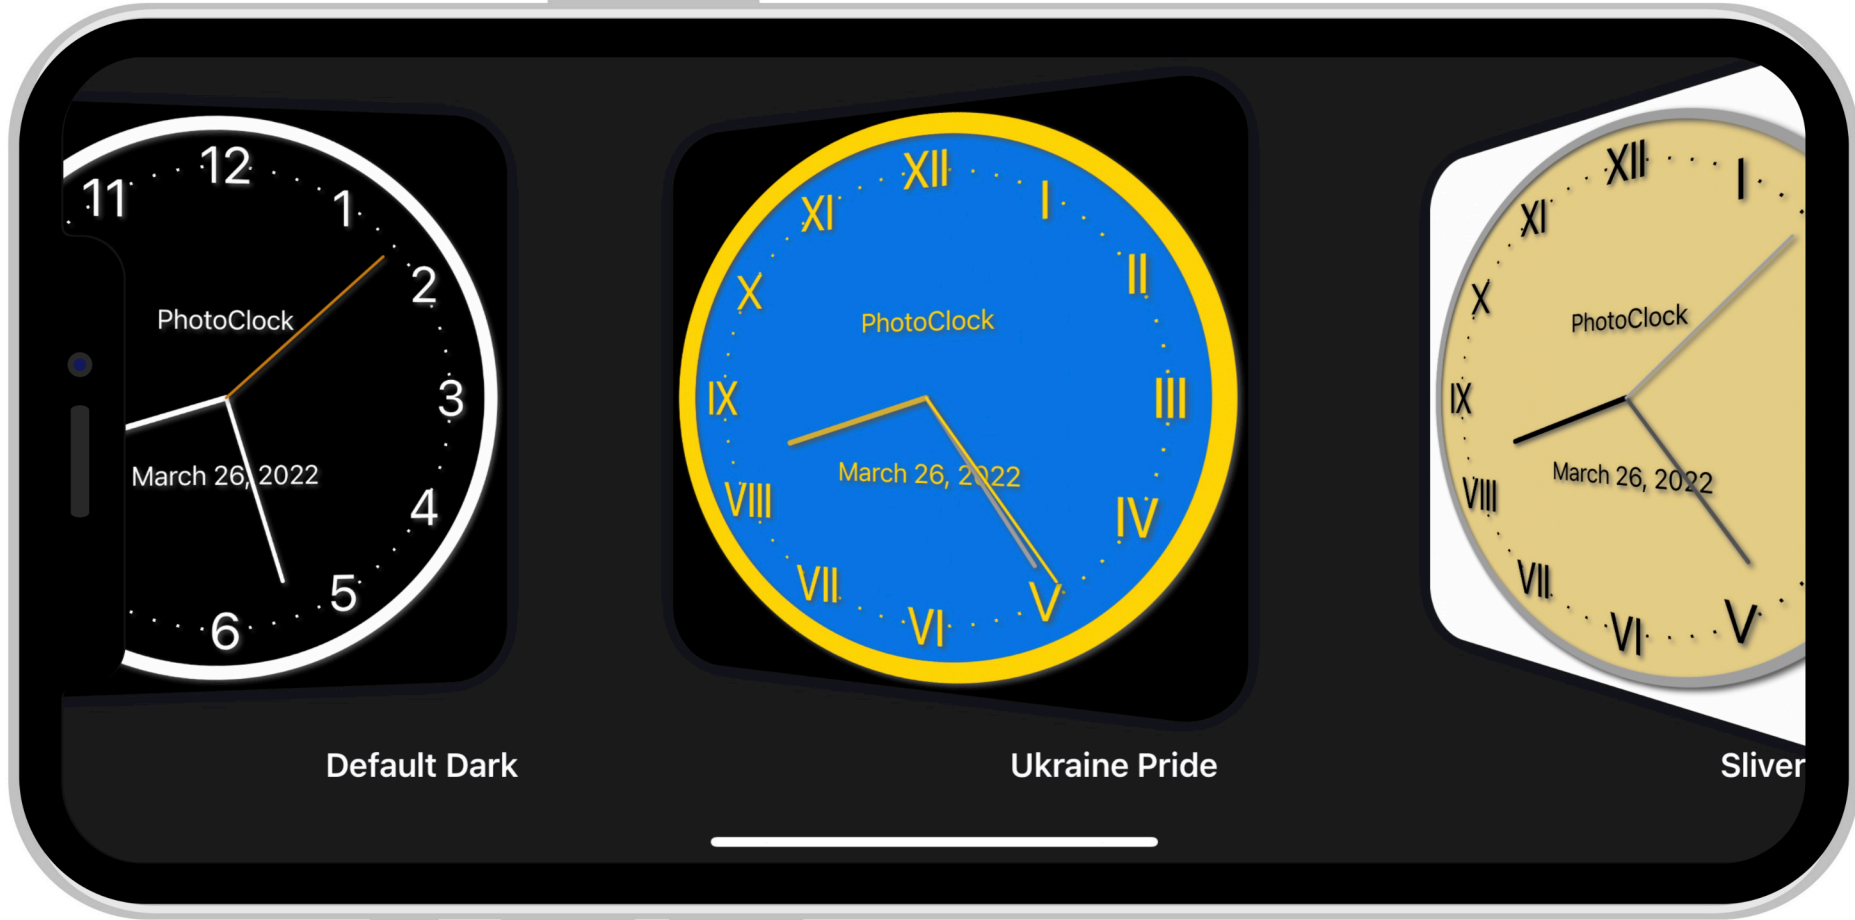 12
11
1
2
PhotoClock
3
March 26, 2022
4
5
6
Default Dark
XII
XI
I
X
II
PhotoClock
IX
III
March 26, 2022
VIII
IV
VII
V
VI
Ukraine Pride
XII
I
XI
X
PhotoClock
IX
March 26, 2022
VIII
VII
V
VI
Sliver